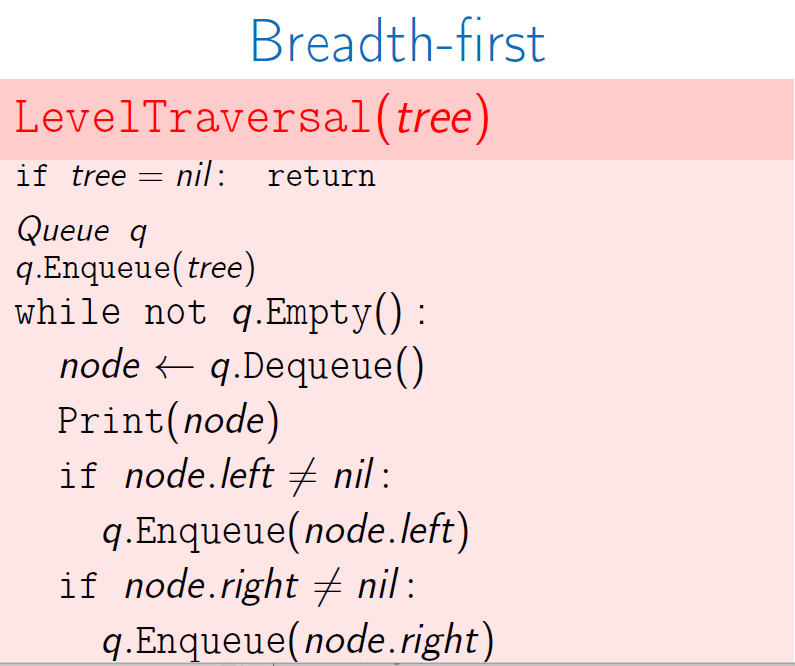 Breadth-first
LevelTraversal(tree)
if tree = nil: return
Queue q
q.Enqueue(tree)
while not q.Empty():
node ← q.Dequeue()
Print(node)
if node.left ≠ nil:
q.Enqueue(node.left)
if node.right ≠ nil:
q.Enqueue(node.right)